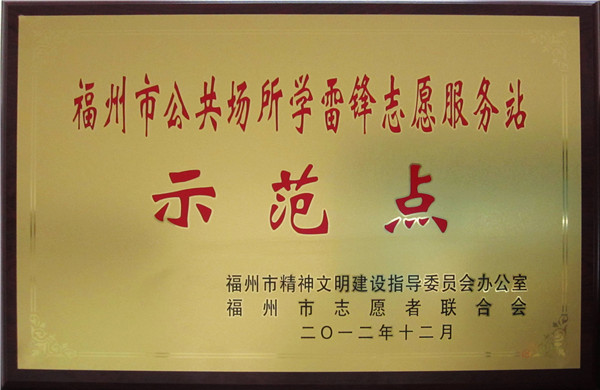 福州市公共场所学雷锋志愿服务站
示范点
福州市精神文明建设指导委员会办公室
福州市志愿者联合会
二〇一二年十二月